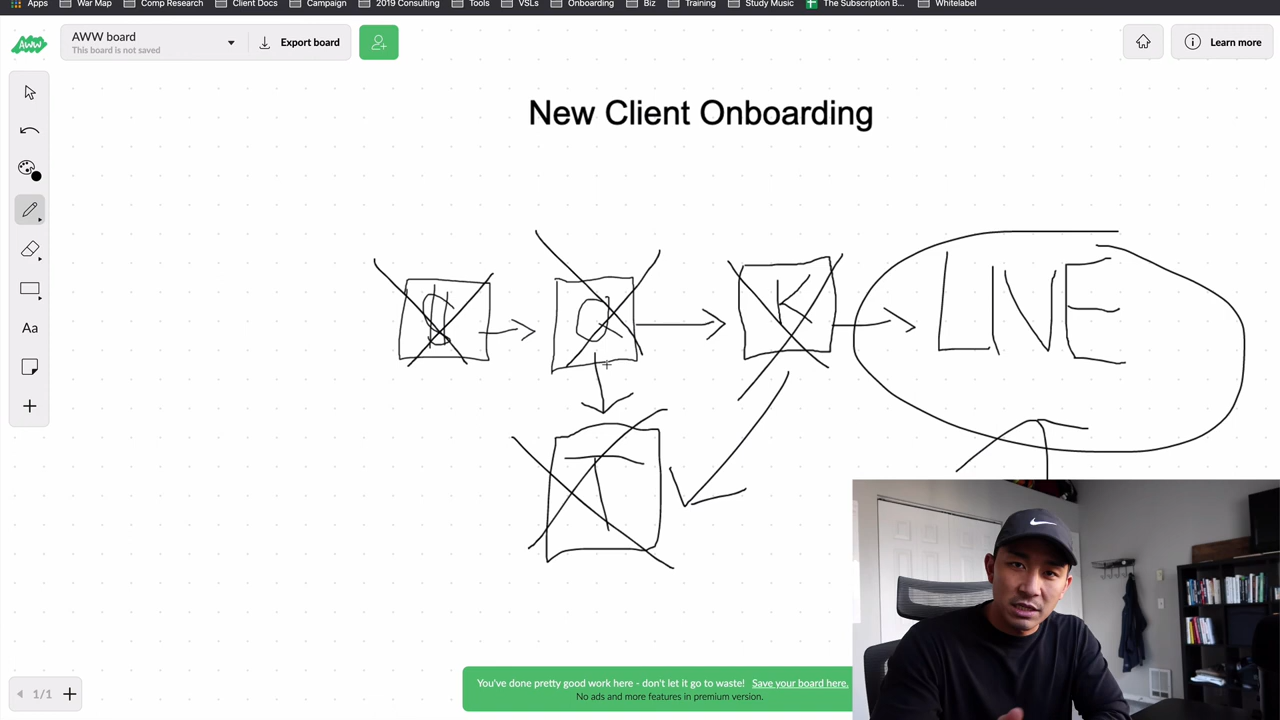 Apps War Map Comp Research Client Docs Campaign 2019 Consulting Tools VSLs Onboarding Biz Training Study Music The Subscription B... Whitelabel
AWW
AWW board
This board is not saved
Export board
Learn more
New Client Onboarding
Q
K
LIVE
T
Aa
1/1
You've done pretty good work here - don't let it go to waste! Save your board here.
No ads and more features in premium version.